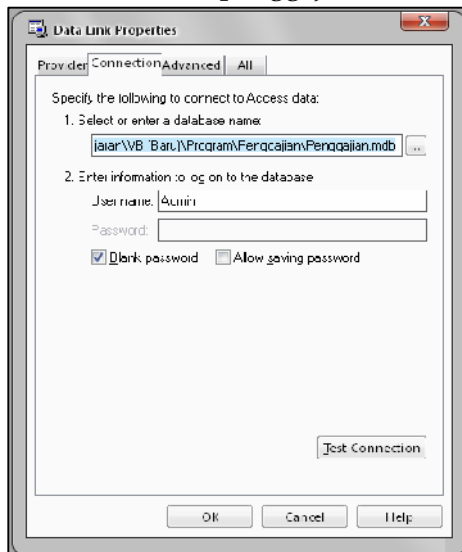 Data Link Properties
Provider Connection Advanced All
Specify the following to connect to Access data:
1. Select or enter a database name:
jaran\VB (Baru)\Program\Penggajian\Penggajian.mdb ...
2. Enter information to log on to the database
User name: Admin
Password:
Blank password Allow saving password
Test Connection
OK Cancel Help